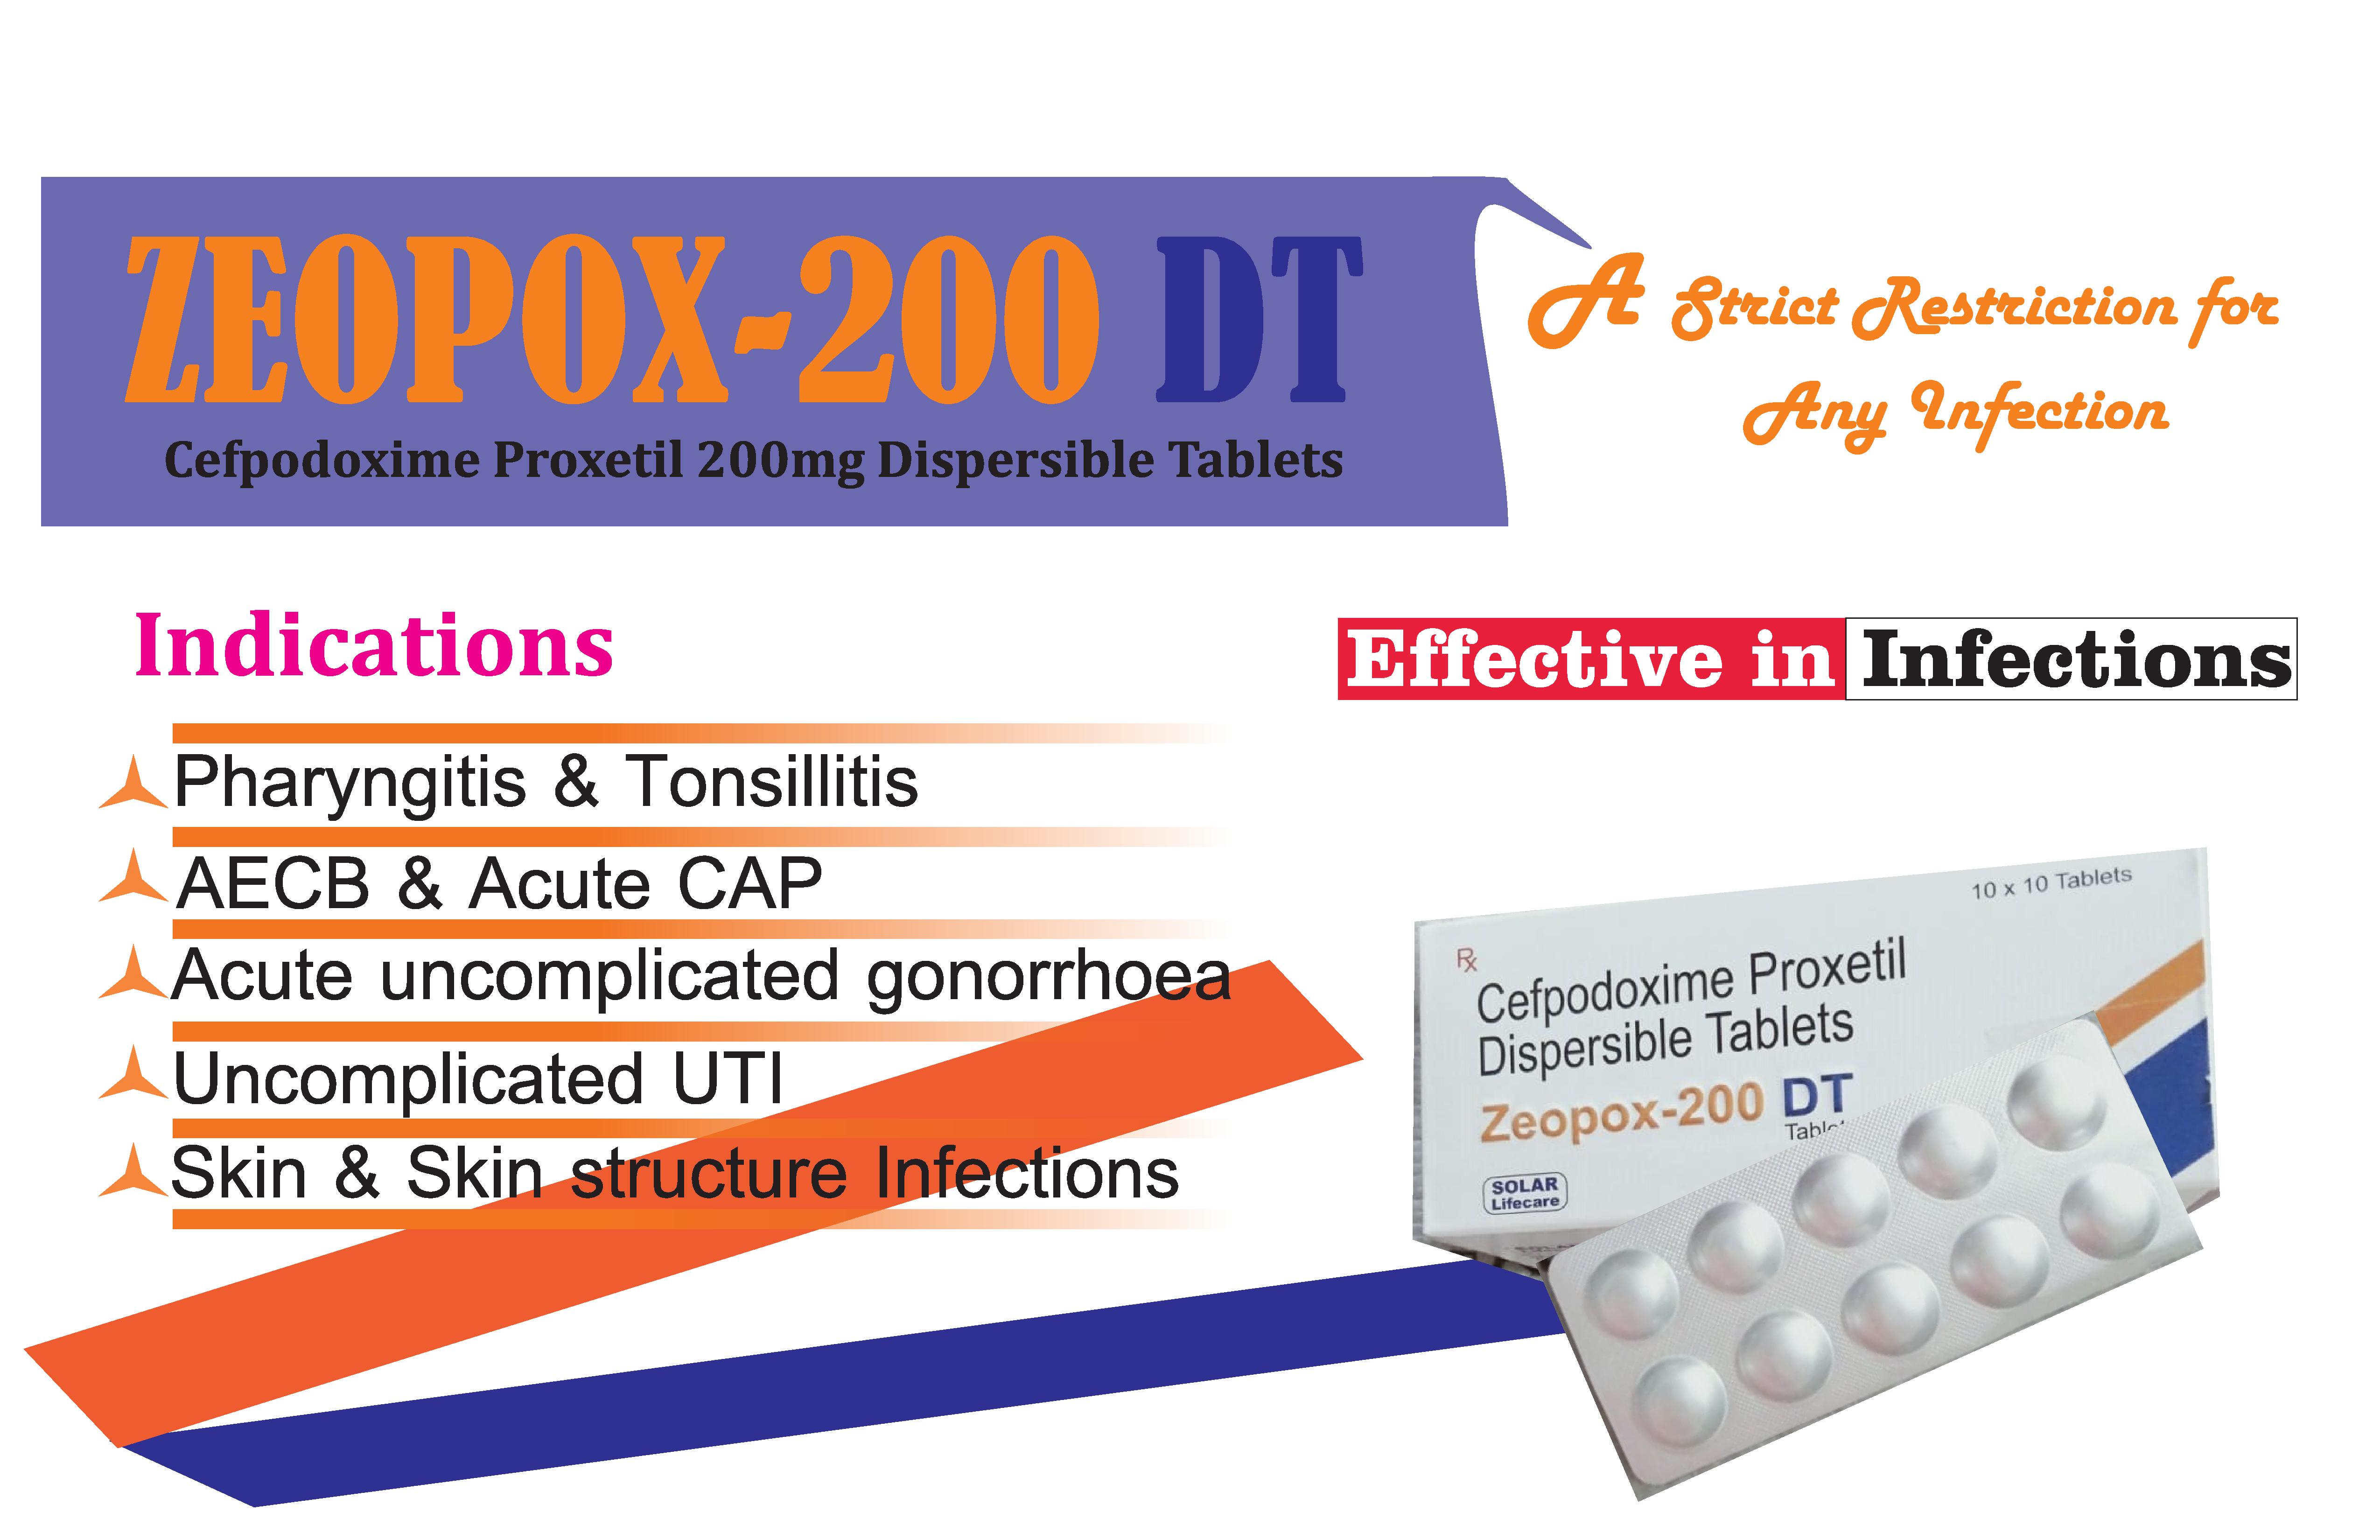 ZEOPOX-200 DT
Cefpodoxime Proxetil 200mg Dispersible Tablets
A Strict Restriction for
Any Infection
Indications
Pharyngitis & Tonsillitis
AECB & Acute CAP
Acute uncomplicated gonorrhoea
Uncomplicated UTI
Skin & Skin structure Infections
Effective in Infections
10 x 10 Tablets
Rx
Cefpodoxime Proxetil
Dispersible Tablets
Zeopox-200 DT
SOLAR
Lifecare